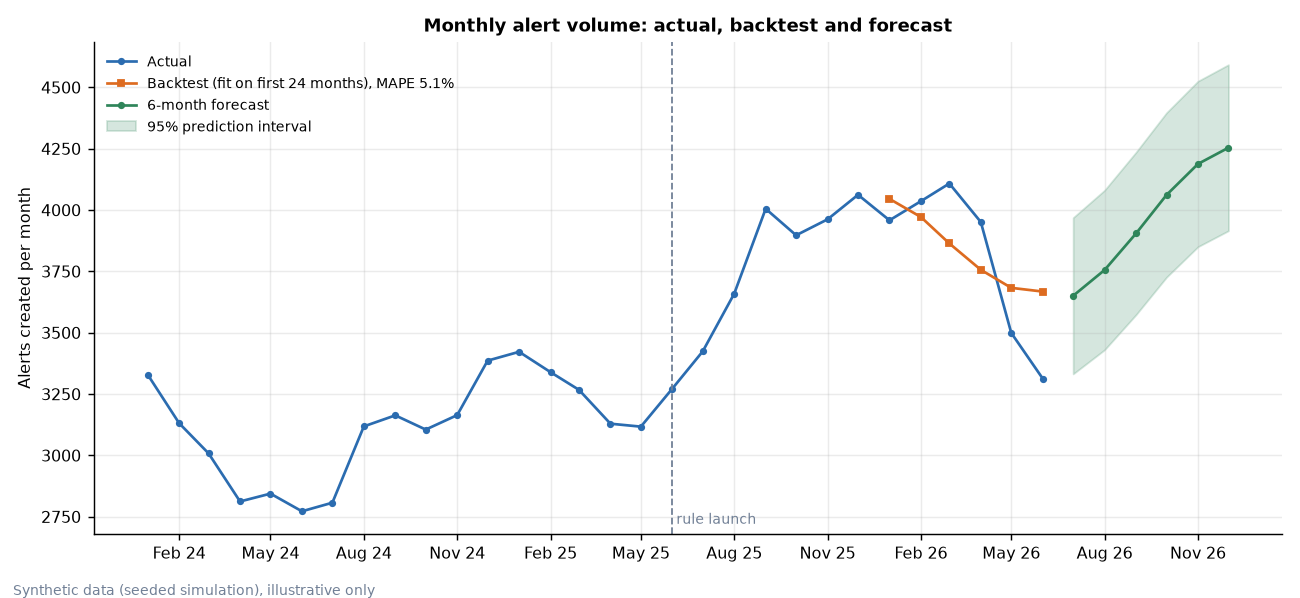 Monthly alert volume: actual, backtest and forecast
Actual
Backtest (fit on first 24 months), MAPE 5.1%
6-month forecast
95% prediction interval
Alerts created per month
4500
4250
4000
3750
3500
3250
3000
2750
rule launch
Feb 24 May 24 Aug 24 Nov 24 Feb 25 May 25 Aug 25 Nov 25 Feb 26 May 26 Aug 26 Nov 26
Synthetic data (seeded simulation), illustrative only